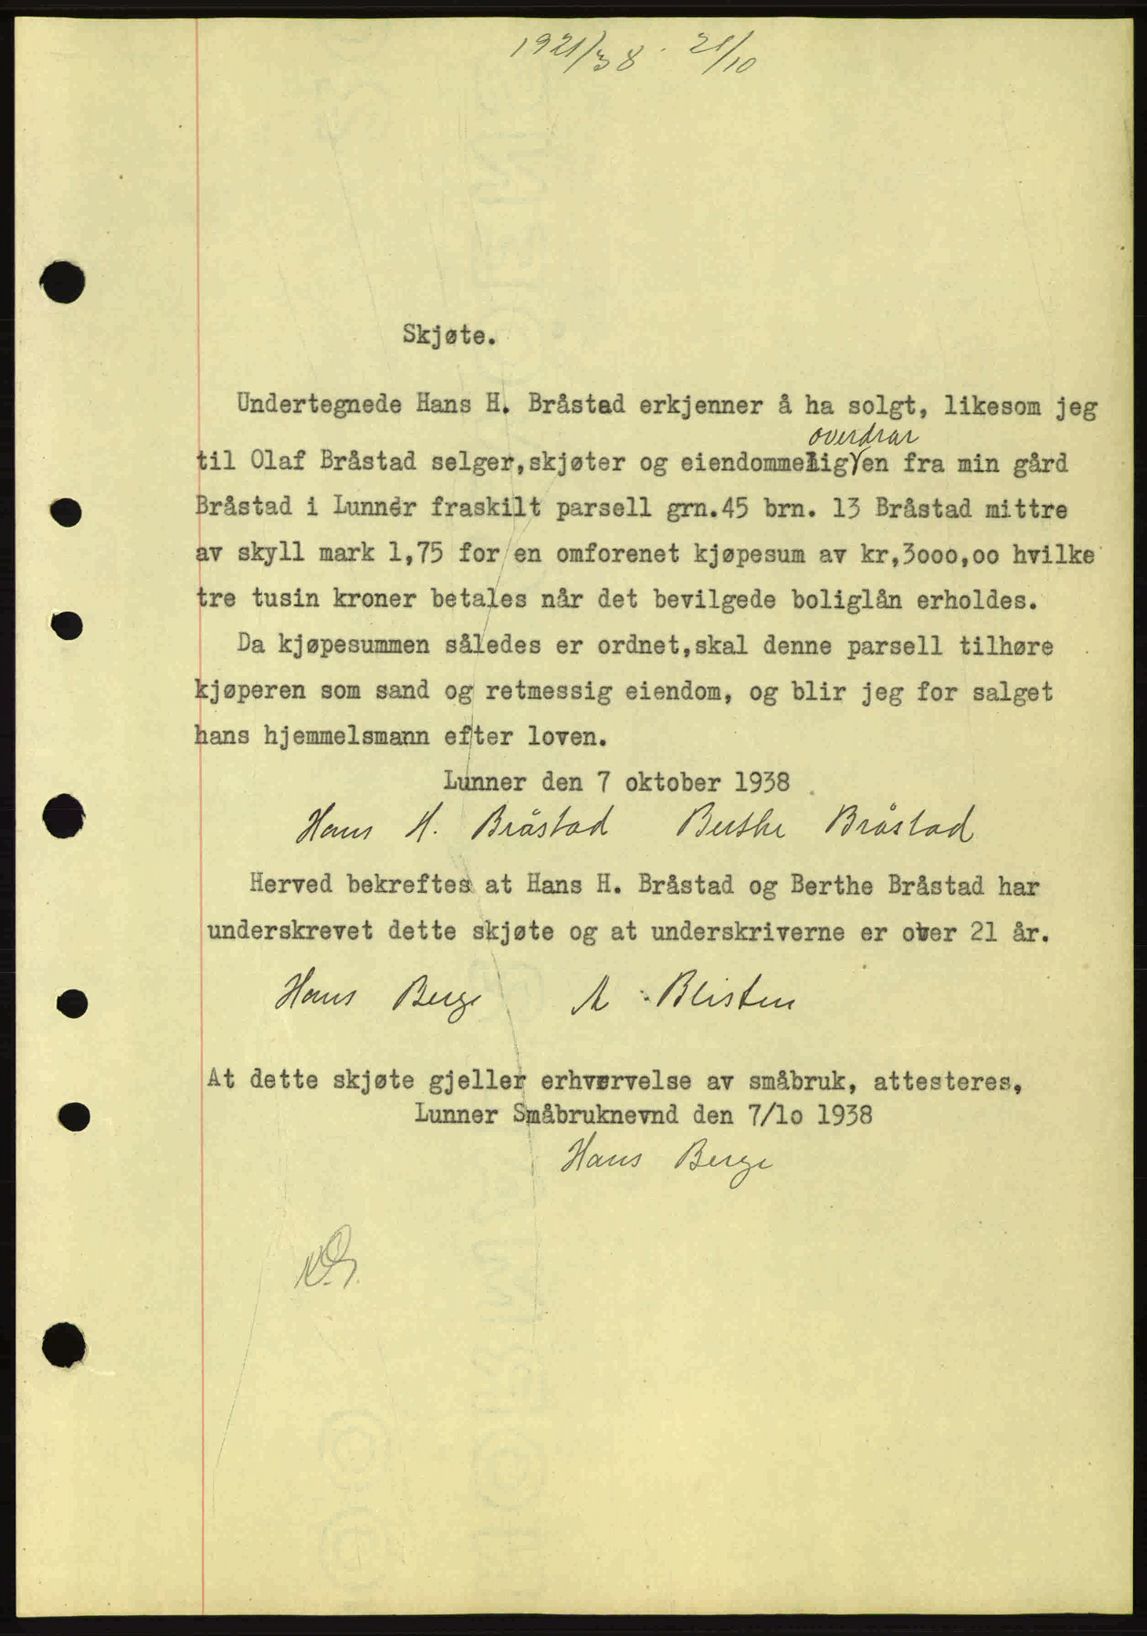 1921/38. 21/10
Skjøte.
Undertegnede Hans H. Bråstad erkjenner å ha solgt, likesom jeg
overdrar
til Olaf Bråstad selger,skjøter og eiendommelig en fra min gård
Bråstad i Lunner fraskilt parsell grn.45 brn. 13 Bråstad mittre
av skyll mark 1,75 for en omforenet kjøpesum av kr,3ooo,oo hvilke
tre tusin kroner betales når det bevilgede boliglån erholdes.
Da kjøpesummen således er ordnet,skal denne parsell tilhøre
kjøperen som sand og retmessig eiendom, og blir jeg for salget
hans hjemmelsmann efter loven.
Lunner den 7 oktober 1938
Hans H. Bråstad Berthe Bråstad
Herved bekreftes at Hans H. Bråstad og Berthe Bråstad har
underskrevet dette skjøte og at underskriverne er over 21 år.
Hans Berge A Blisten
At dette skjøte gjeller erhvervelse av småbruk, attesteres,
Lunner Småbruknevnd den 7/1o 1938
Hans Berge